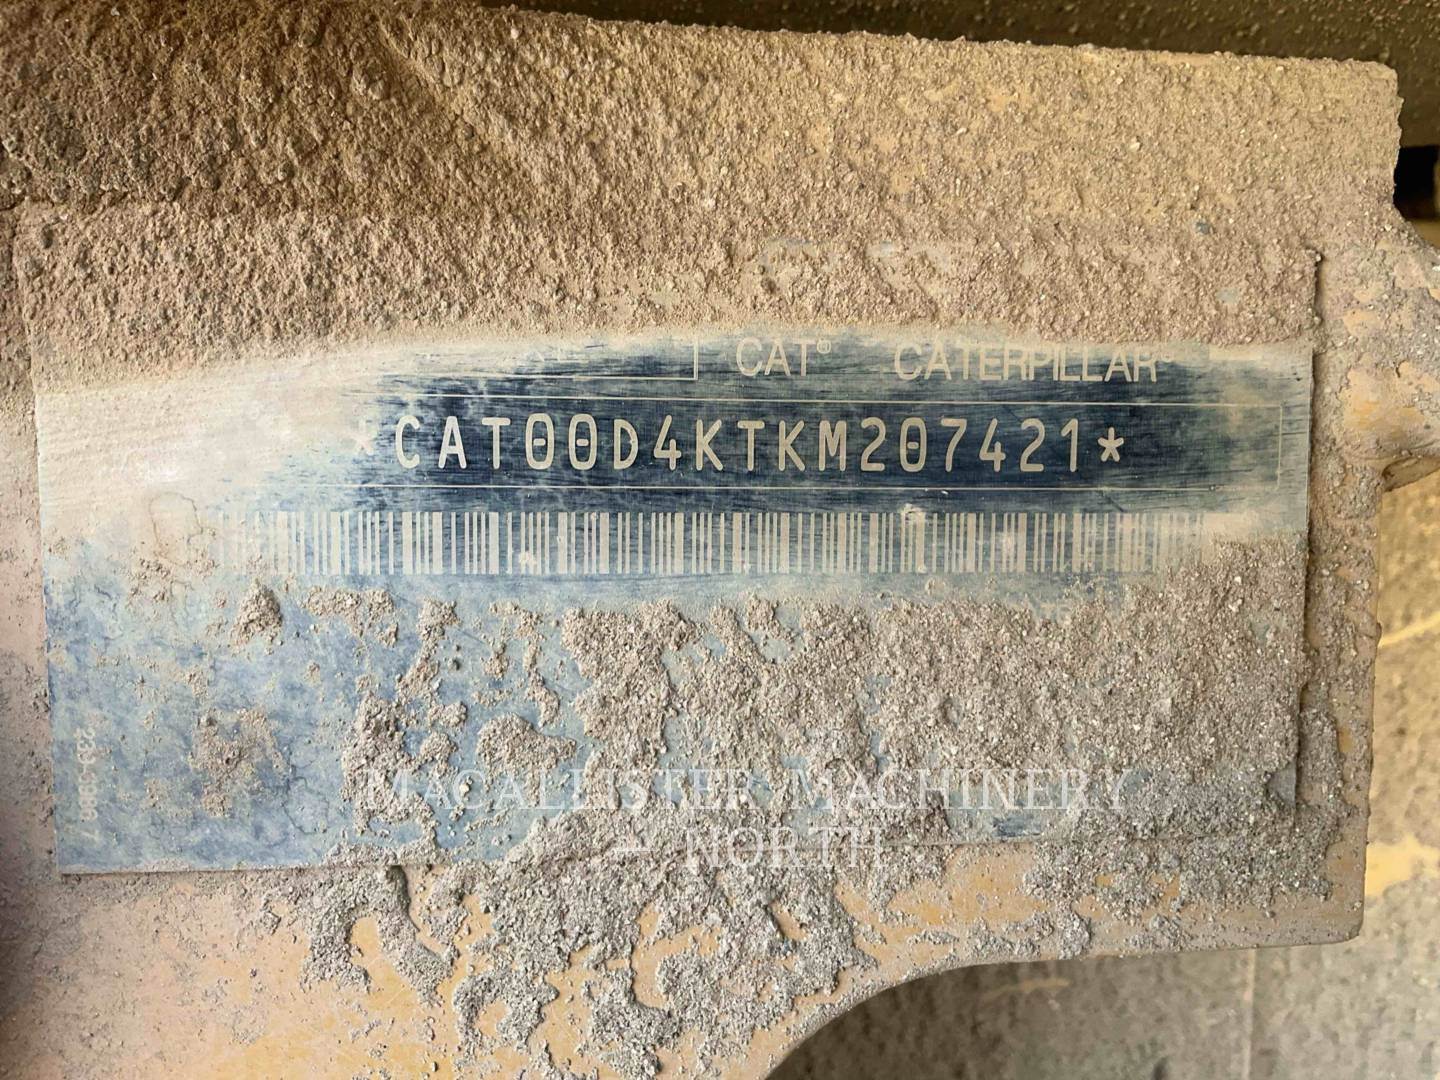 CAT® CATERPILLAR®
*CAT00D4KTKM207421*
MACALLISTER MACHINERY
— NORTH